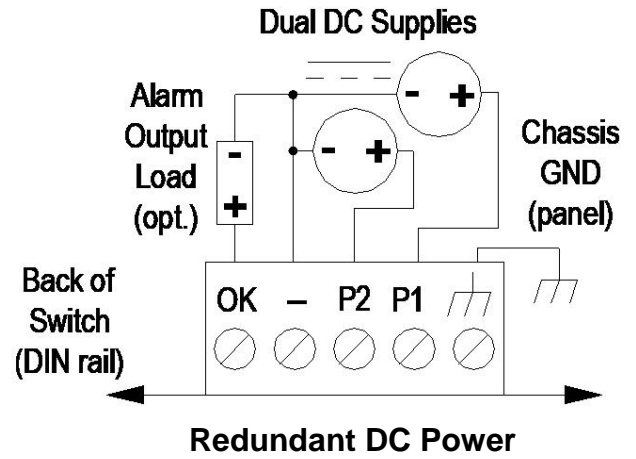 Dual DC Supplies
Alarm
Output
Load
(opt.)
- +
- +
-
+
Chassis
GND
(panel)
Back of
Switch
(DIN rail)
OK – P2 P1
Redundant DC Power